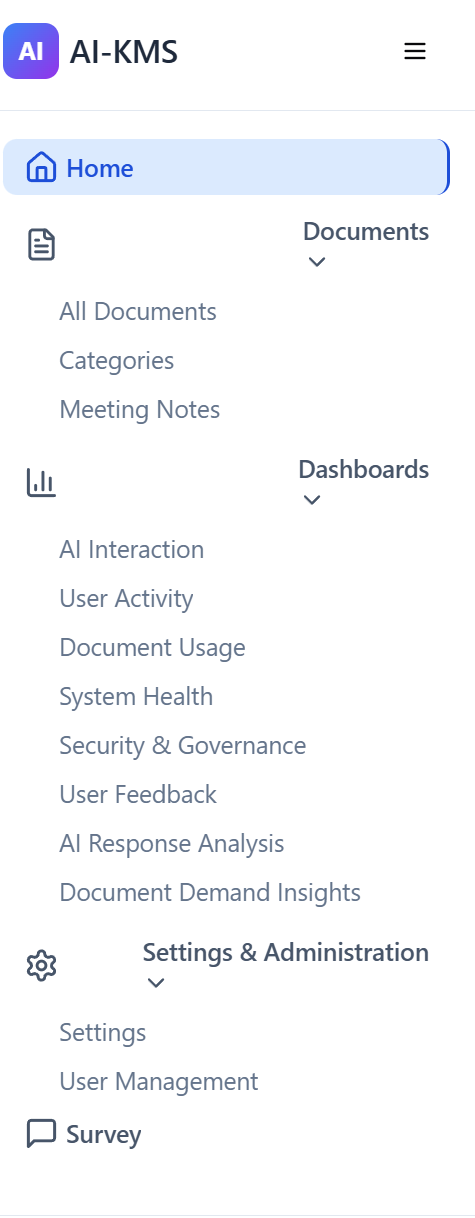 AI AI-KMS
Home
Documents
All Documents
Categories
Meeting Notes
Dashboards
AI Interaction
User Activity
Document Usage
System Health
Security & Governance
User Feedback
AI Response Analysis
Document Demand Insights
Settings & Administration
Settings
User Management
Survey